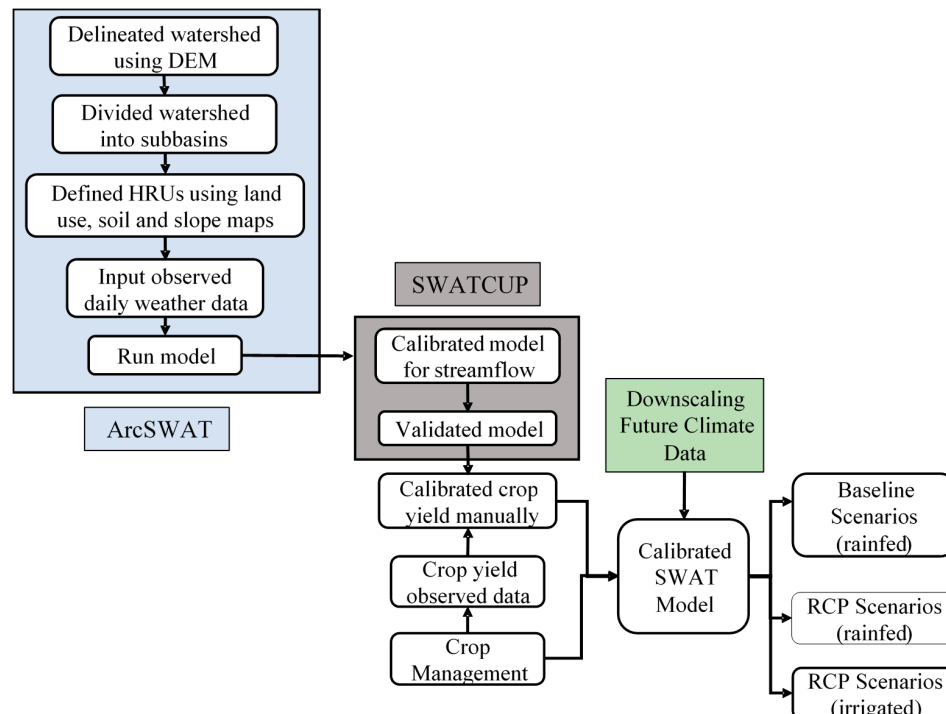 Delineated watershed
using DEM
Divided watershed
into subbasins
Defined HRUs using land
use, soil and slope maps
Input observed
daily weather data
Run model
ArcSWAT
SWATCUP
Calibrated model
for streamflow
Validated model
Calibrated crop
yield manually
Crop yield
observed data
Crop
Management
Downscaling
Future Climate
Data
Calibrated
SWAT
Model
Baseline
Scenarios
(rainfed)
RCP Scenarios
(rainfed)
RCP Scenarios
(irrigated)